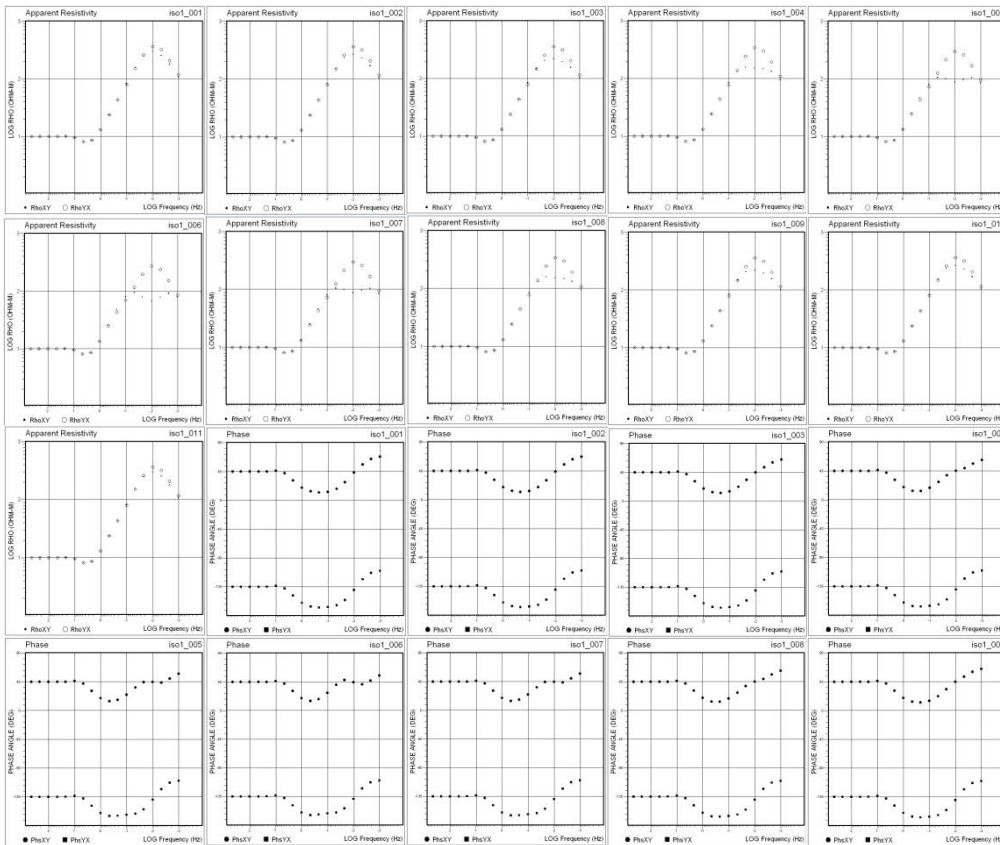 Apparent Resistivity iso1_001
LOG RHO (OHM-M)
RhoXY RhoYX LOG Frequency (Hz)
Apparent Resistivity iso1_002
LOG RHO (OHM-M)
RhoXY RhoYX LOG Frequency (Hz)
Apparent Resistivity iso1_003
LOG RHO (OHM-M)
RhoXY RhoYX LOG Frequency (Hz)
Apparent Resistivity iso1_004
LOG RHO (OHM-M)
RhoXY RhoYX LOG Frequency (Hz)
Apparent Resistivity iso1_00
LOG RHO (OHM-M)
RhoXY RhoYX LOG Frequency (Hz)
Apparent Resistivity iso1_006
LOG RHO (OHM-M)
RhoXY RhoYX LOG Frequency (Hz)
Apparent Resistivity iso1_007
LOG RHO (OHM-M)
RhoXY RhoYX LOG Frequency (Hz)
Apparent Resistivity iso1_008
LOG RHO (OHM-M)
RhoXY RhoYX LOG Frequency (Hz)
Apparent Resistivity iso1_009
LOG RHO (OHM-M)
RhoXY RhoYX LOG Frequency (Hz)
Apparent Resistivity iso1_01
LOG RHO (OHM-M)
RhoXY RhoYX LOG Frequency (Hz)
Apparent Resistivity iso1_011
LOG RHO (OHM-M)
RhoXY RhoYX LOG Frequency (Hz)
Phase iso1_001
PHASE ANGLE (DEG)
PhsXY PhsYX LOG Frequency (Hz)
Phase iso1_002
PHASE ANGLE (DEG)
PhsXY PhsYX LOG Frequency (Hz)
Phase iso1_003
PHASE ANGLE (DEG)
PhsXY PhsYX LOG Frequency (Hz)
Phase iso1_00
PHASE ANGLE (DEG)
PhsXY PhsYX LOG Frequency (Hz)
Phase iso1_005
PHASE ANGLE (DEG)
PhsXY PhsYX LOG Frequency (Hz)
Phase iso1_006
PHASE ANGLE (DEG)
PhsXY PhsYX LOG Frequency (Hz)
Phase iso1_007
PHASE ANGLE (DEG)
PhsXY PhsYX LOG Frequency (Hz)
Phase iso1_008
PHASE ANGLE (DEG)
PhsXY PhsYX LOG Frequency (Hz)
Phase iso1_00
PHASE ANGLE (DEG)
PhsXY PhsYX LOG Frequency (Hz)